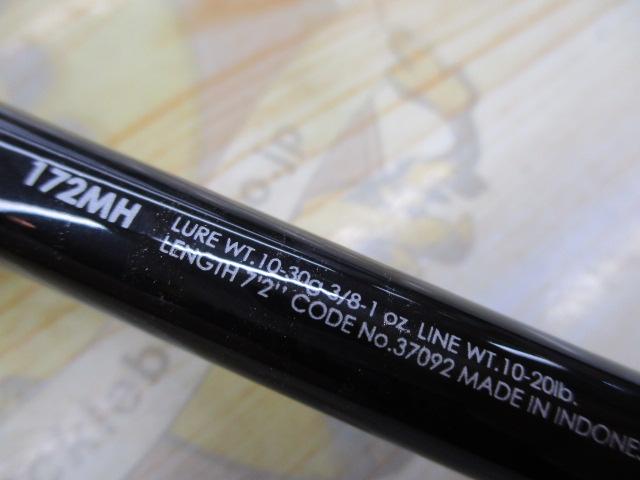 172MH
LURE WT.10-30g 3/8-1 oz. LINE WT.10-20lb.
LENGTH 7'2" CODE No.37092 MADE IN INDONE